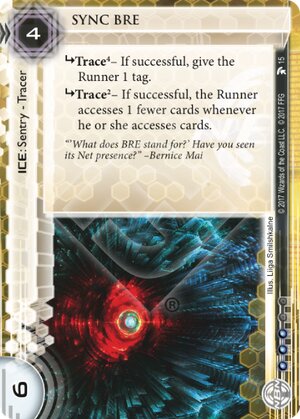 4
SYNC BRE
ICE: Sentry - Tracer
↳Trace⁴– If successful, give the
Runner 1 tag.
↳Trace²– If successful, the Runner
accesses 1 fewer cards whenever
he or she accesses cards.
“‘What does BRE stand for?’ Have you seen
its Net presence?” –Bernice Mai
15
© 2017 Wizards of the Coast LLC. © 2017 FFG
Illus. Liiga Smilshkalne
®
6